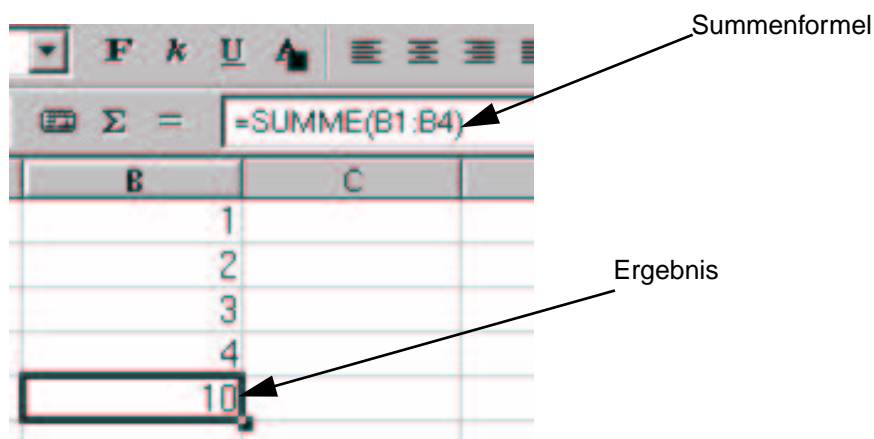 Summenformel
F k U A
Σ = =SUMME(B1:B4)
B C
1
2
Ergebnis
3
4
10